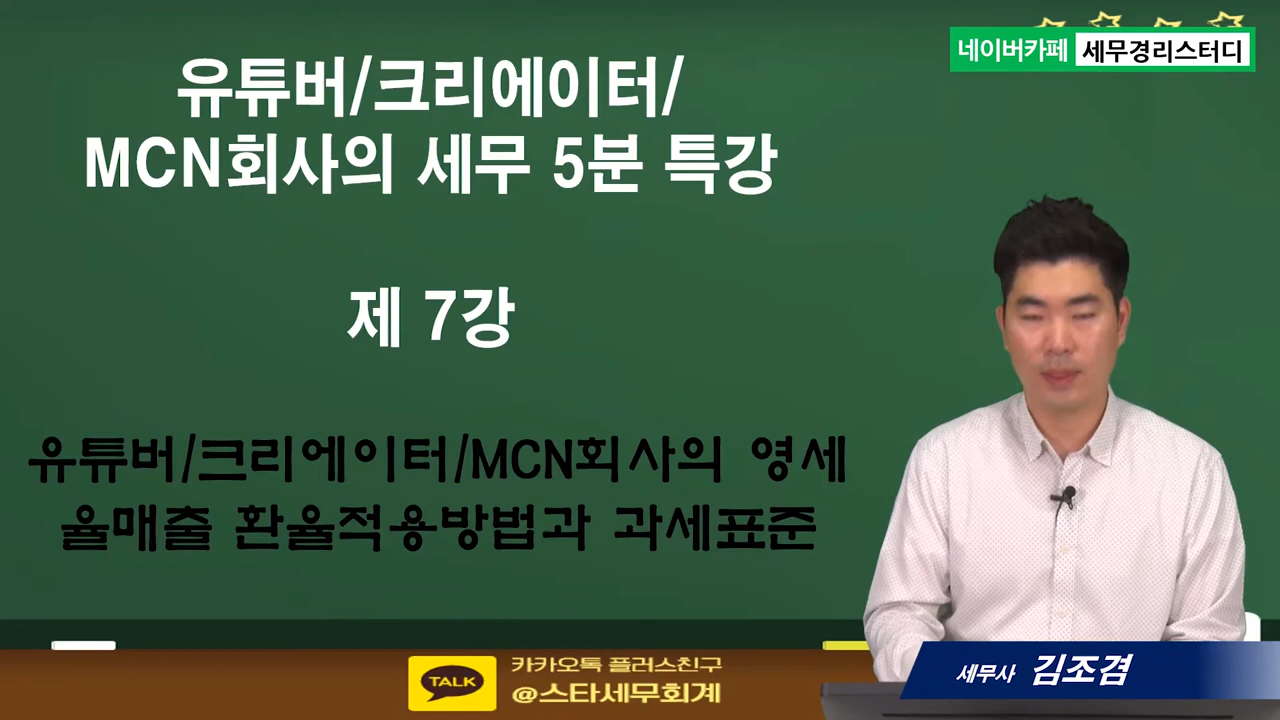 네이버카페 세무경리스터디
유튜버/크리에이터/
MCN회사의 세무 5분 특강
제 7강
유튜버/크리에이터/MCN회사의 영세
율매출 환율적용방법과 과세표준
TALK
카카오톡 플러스친구
@스타세무회계
세무사 김조겸